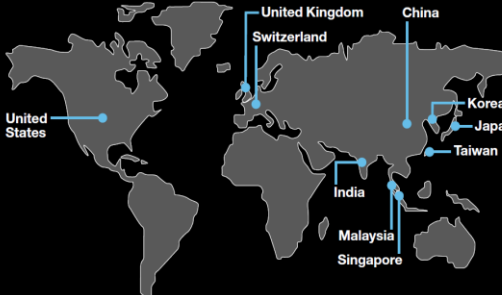 United Kingdom
China
Switzerland
United
States
Korea
Japa
Taiwan
India
Malaysia
Singapore